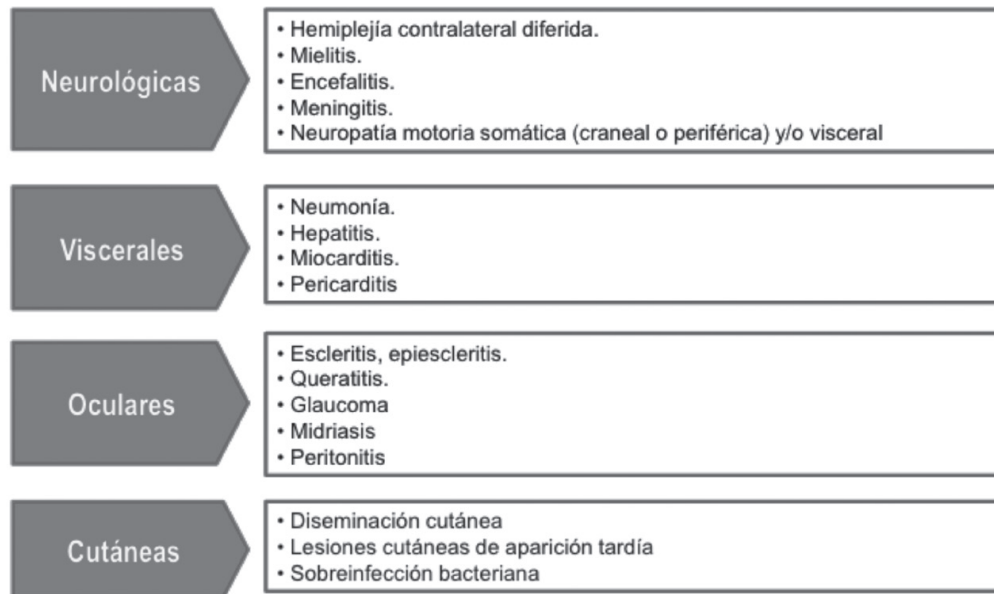 Neurológicas
• Hemiplejía contralateral diferida.
• Mielitis.
• Encefalitis.
• Meningitis.
• Neuropatía motoria somática (craneal o periférica) y/o visceral
Viscerales
• Neumonía.
• Hepatitis.
• Miocarditis.
• Pericarditis
Oculares
• Escleritis, epiescleritis.
• Queratitis.
• Glaucoma
• Midriasis
• Peritonitis
Cutáneas
• Diseminación cutánea
• Lesiones cutáneas de aparición tardía
• Sobreinfección bacteriana